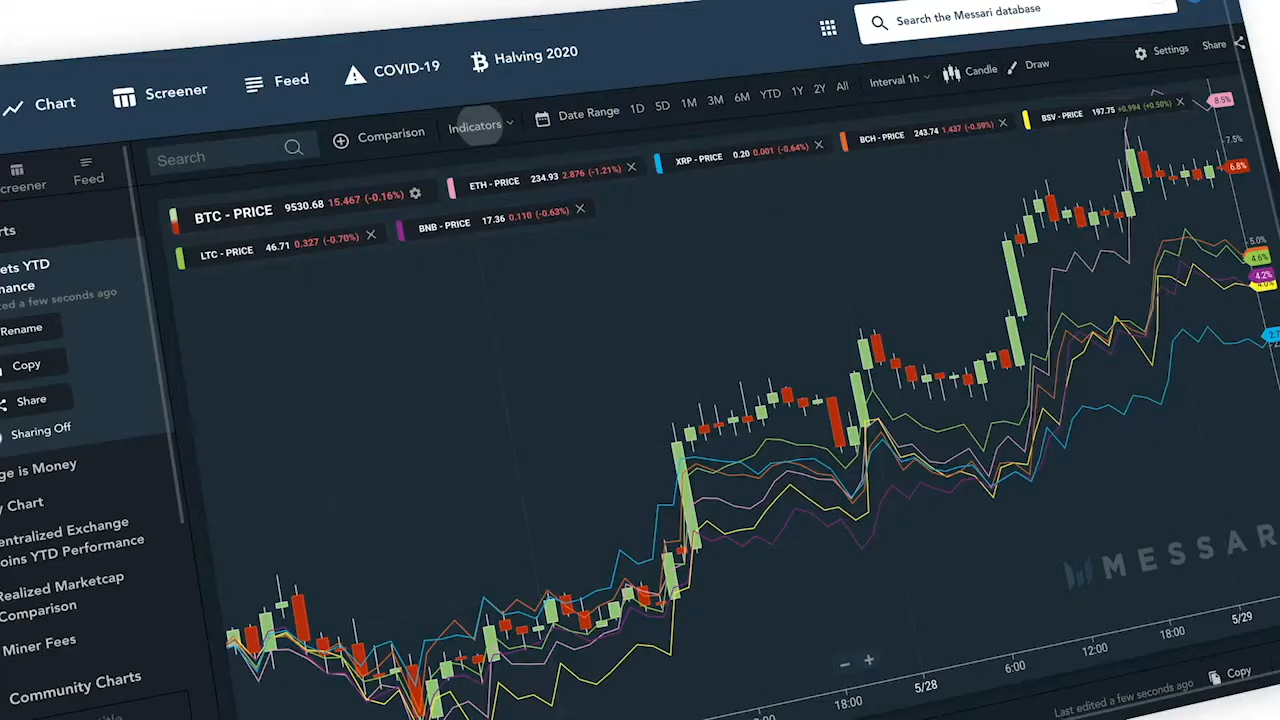 Search the Messari database
Chart
Screener
Feed
COVID-19
Halving 2020
Settings
Share
Search
Comparison
Indicators
Date Range
1D
5D
1M
3M
6M
YTD
1Y
2Y
All
Interval 1h
Candle
Draw
creener
Feed
BTC - PRICE 9530.68 15.467 (-0.16%)
ETH - PRICE 234.93 2.876 (-1.21%)
XRP - PRICE 0.20 0.001 (-0.64%)
BCH - PRICE 243.74 1.437 (-0.59%)
BSV - PRICE 197.75 +0.994 (+0.50%)
LTC - PRICE 46.71 0.327 (-0.70%)
BNB - PRICE 17.36 0.110 (-0.63%)
rts
ets YTD
nance
ted a few seconds ago
Rename
Copy
Share
Sharing Off
ge is Money
y Chart
entralized Exchange
oins YTD Performance
Realized Marketcap
Comparison
Miner Fees
Community Charts
8.5%
7.5%
6.8%
5.0%
4.6%
4.2%
4.0%
MESSAR
18:00
5/28
6:00
12:00
18:00
5/29
Last edited a few seconds ago
Copy